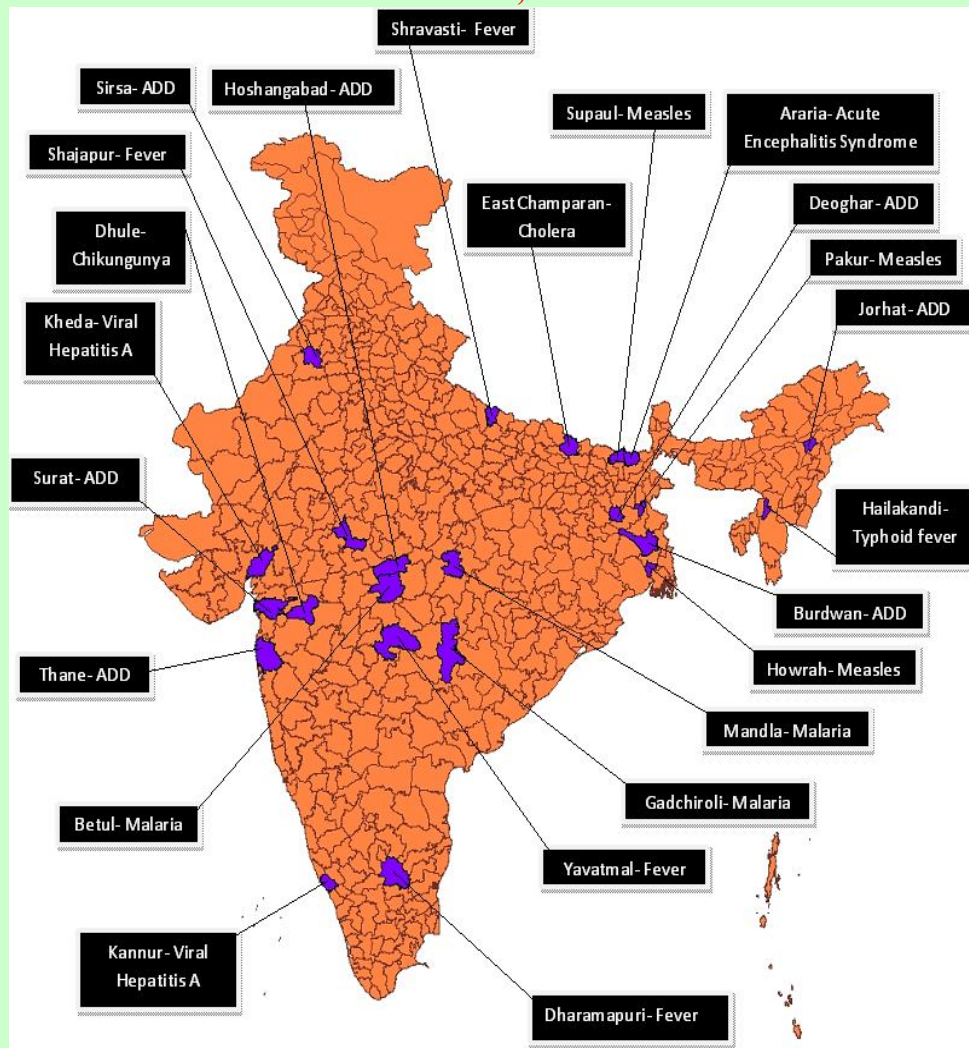 Shravasti- Fever
Sirsa- ADD
Hoshangabad- ADD
Supaul- Measles
Araria- Acute
Encephalitis Syndrome
Shajapur- Fever
East Champaran-
Cholera
Deoghar- ADD
Dhule-
Chikungunya
Pakur- Measles
Jorhat- ADD
Kheda- Viral
Hepatitis A
Surat- ADD
Hailakandi-
Typhoid fever
Burdwan- ADD
Thane- ADD
Howrah- Measles
Mandla- Malaria
Gadchiroli- Malaria
Betul- Malaria
Yavatmal- Fever
Kannur- Viral
Hepatitis A
Dharamapuri- Fever